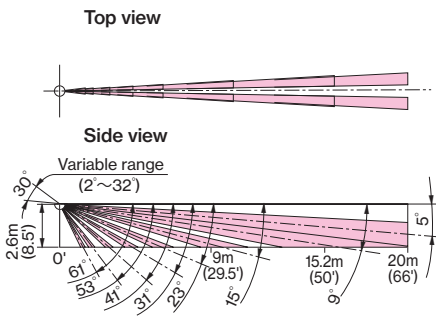 Top view
Side view
Variable range
(2°～32°)
30°
2.6m
(8.5')
0'
61°
53°
41°
31°
23°
9m
(29.5')
15°
15.2m
(50')
9°
20m
(66')
5°